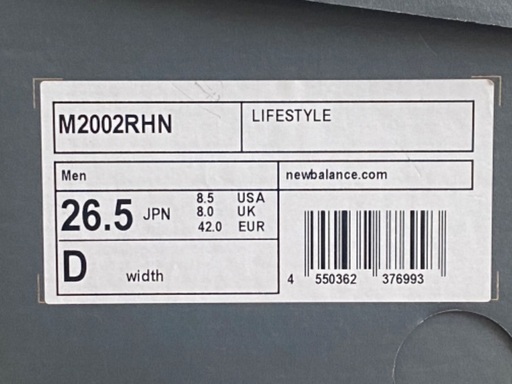 M2002RHN
LIFESTYLE
Men
newbalance.com
26.5 JPN
8.5 USA
8.0 UK
42.0 EUR
D width
4 550362 376993